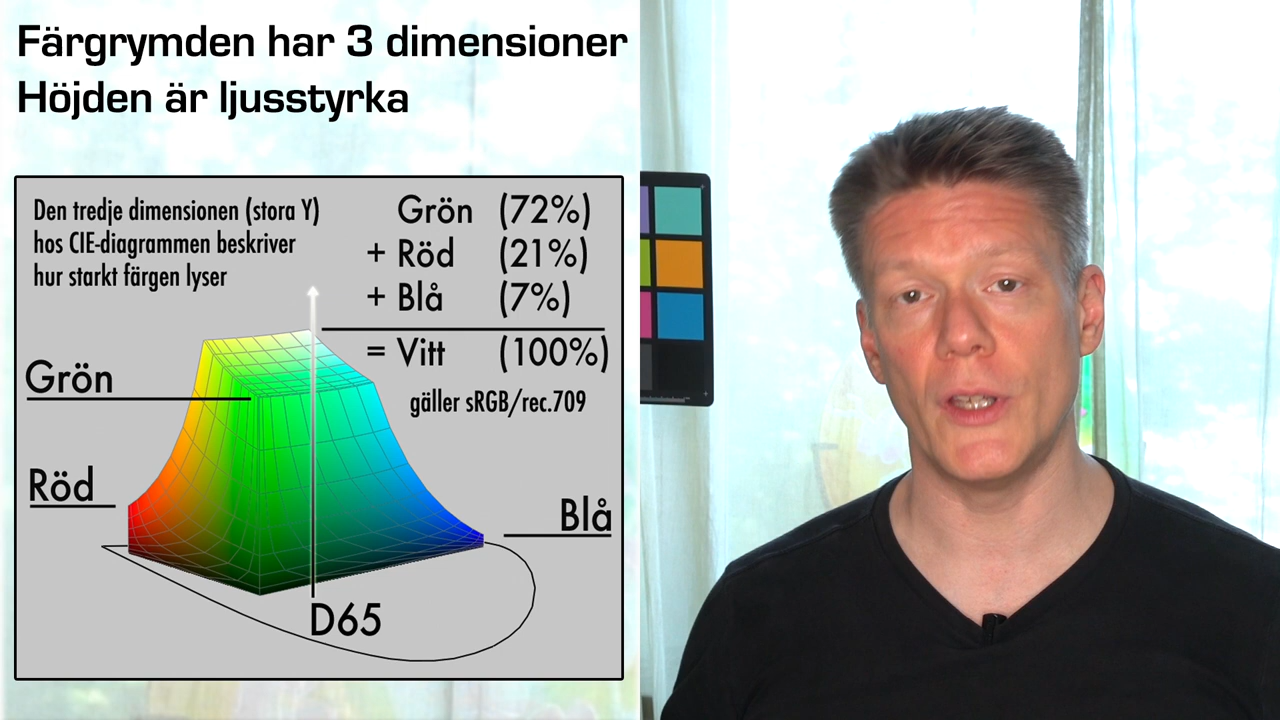 Färgrymden har 3 dimensioner
Höjden är ljusstyrka
Den tredje dimensionen (stora Y)
hos CIE-diagrammen beskriver
hur starkt färgen lyser
Grön (72%)
+ Röd (21%)
+ Blå (7%)
= Vitt (100%)
gäller sRGB/rec.709
Grön
Röd
Blå
D65